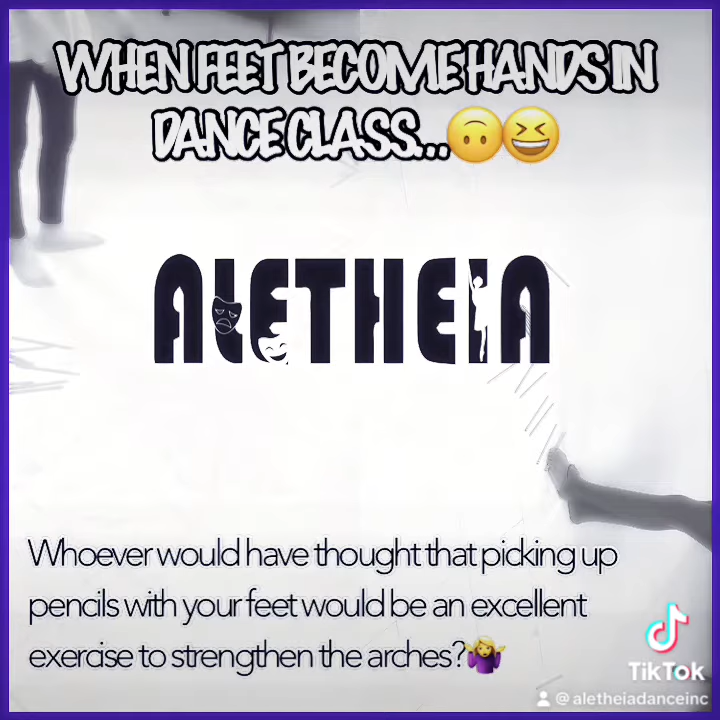 WHEN FEET BECOME HANDS IN
DANCE CLASS...🙃😆
ALETHEIA
Whoever would have thought that picking up
pencils with your feet would be an excellent
exercise to strengthen the arches?🤷‍♀️
TikTok
@aletheiadanceinc